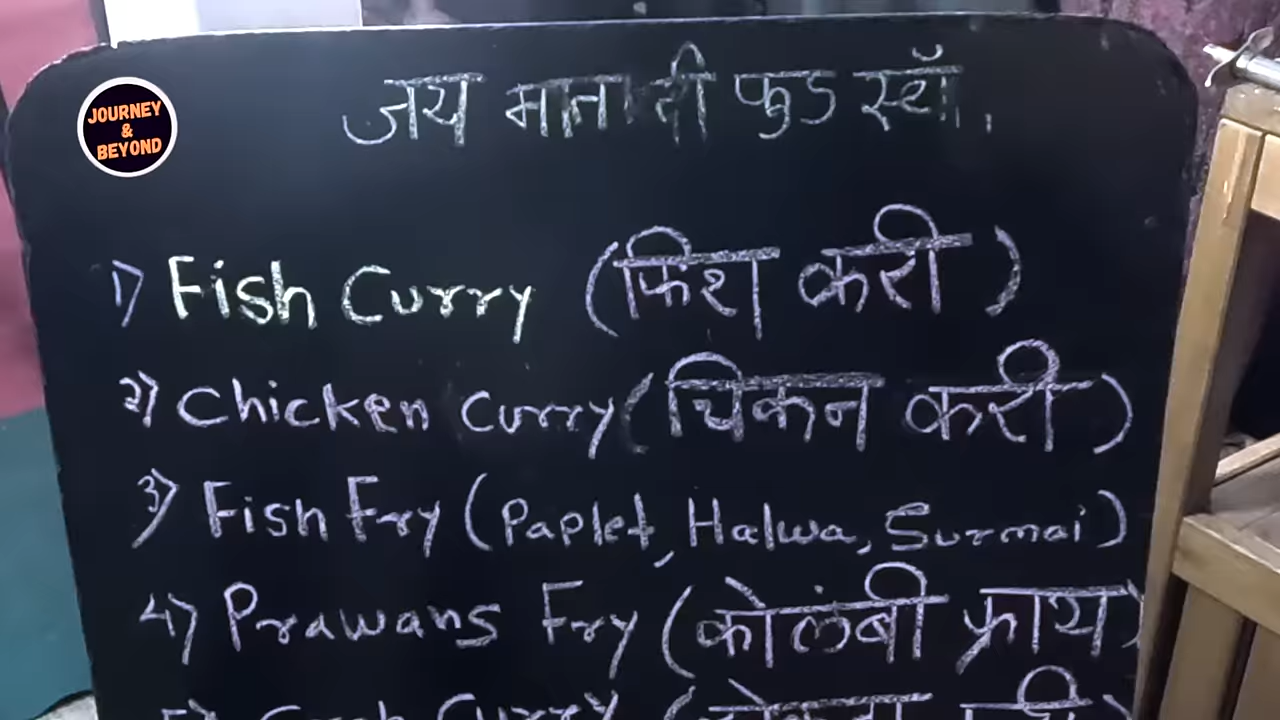 JOURNEY
&
BEYOND
जय माता दी फुड स्टॉ.
1) Fish Curry (फिश करी)
2) Chicken Curry (चिकन करी)
3) Fish Fry (Paplet, Halwa, Surmai)
4) Prawans Fry (कोलंबी फ्राय)
Curry